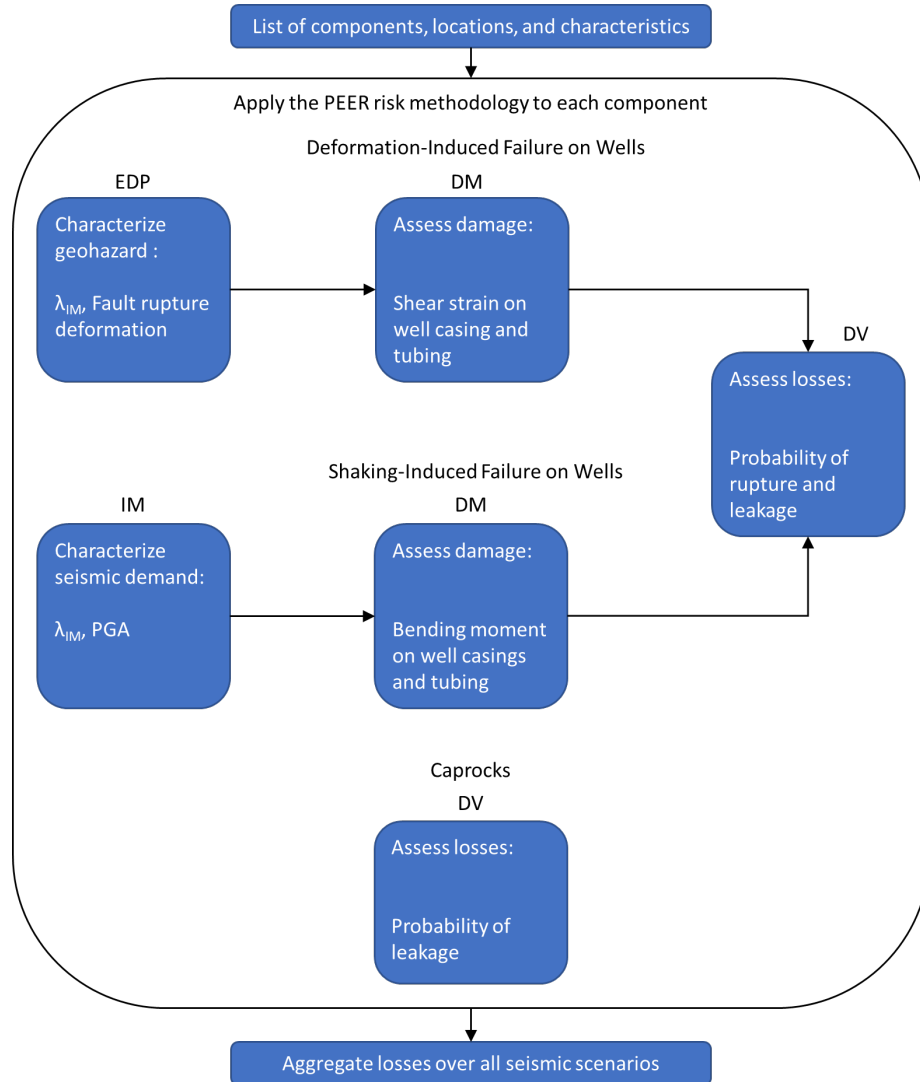 List of components, locations, and characteristics
Apply the PEER risk methodology to each component
Deformation-Induced Failure on Wells
EDP
Characterize
geohazard :
λIM, Fault rupture
deformation
DM
Assess damage:
Shear strain on
well casing and
tubing
DV
Assess losses:
Probability of
rupture and
leakage
Shaking-Induced Failure on Wells
IM
Characterize
seismic demand:
λIM, PGA
DM
Assess damage:
Bending moment
on well casings
and tubing
Caprocks
DV
Assess losses:
Probability of
leakage
Aggregate losses over all seismic scenarios